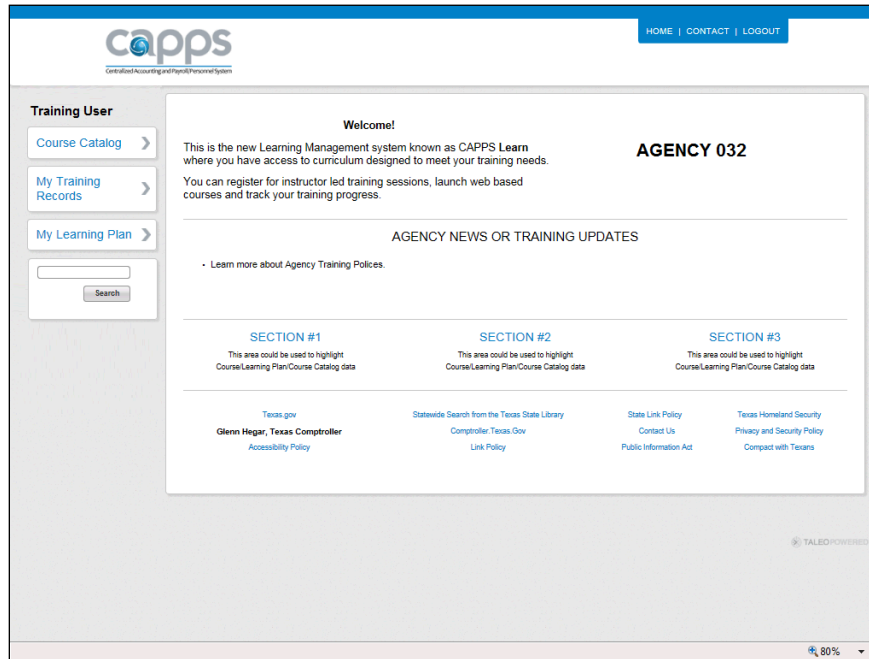 HOME | CONTACT | LOGOUT
capps
Centralized Accounting and Payroll/Personnel System
Training User
Course Catalog
My Training
Records
My Learning Plan
Search
Welcome!
This is the new Learning Management system known as CAPPS Learn
where you have access to curriculum designed to meet your training needs.
You can register for instructor led training sessions, launch web based
courses and track your training progress.
AGENCY 032
AGENCY NEWS OR TRAINING UPDATES
• Learn more about Agency Training Polices.
SECTION #1
This area could be used to highlight
Course/Learning Plan/Course Catalog data
SECTION #2
This area could be used to highlight
Course/Learning Plan/Course Catalog data
SECTION #3
This area could be used to highlight
Course/Learning Plan/Course Catalog data
Texas.gov
Statewide Search from the Texas State Library
State Link Policy
Texas Homeland Security
Glenn Hegar, Texas Comptroller
Comptroller.Texas.Gov
Contact Us
Privacy and Security Policy
Accessibility Policy
Link Policy
Public Information Act
Compact with Texans
TALEO POWERED
80%